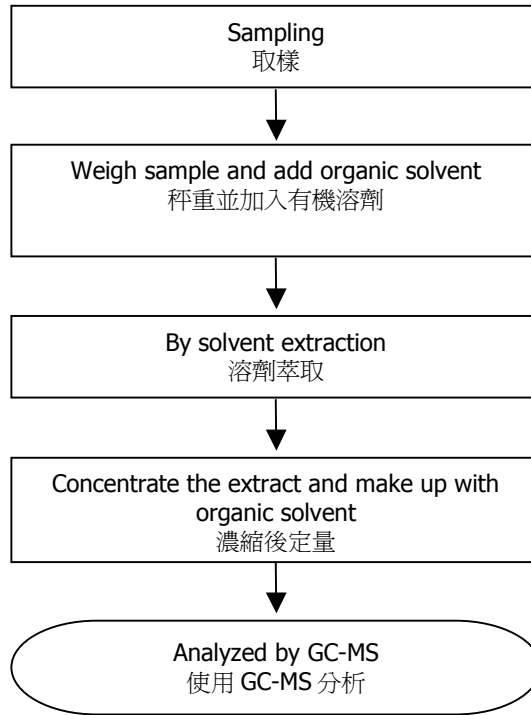 Sampling
取樣
Weigh sample and add organic solvent
秤重並加入有機溶劑
By solvent extraction
溶劑萃取
Concentrate the extract and make up with
organic solvent
濃縮後定量
Analyzed by GC-MS
使用 GC-MS 分析